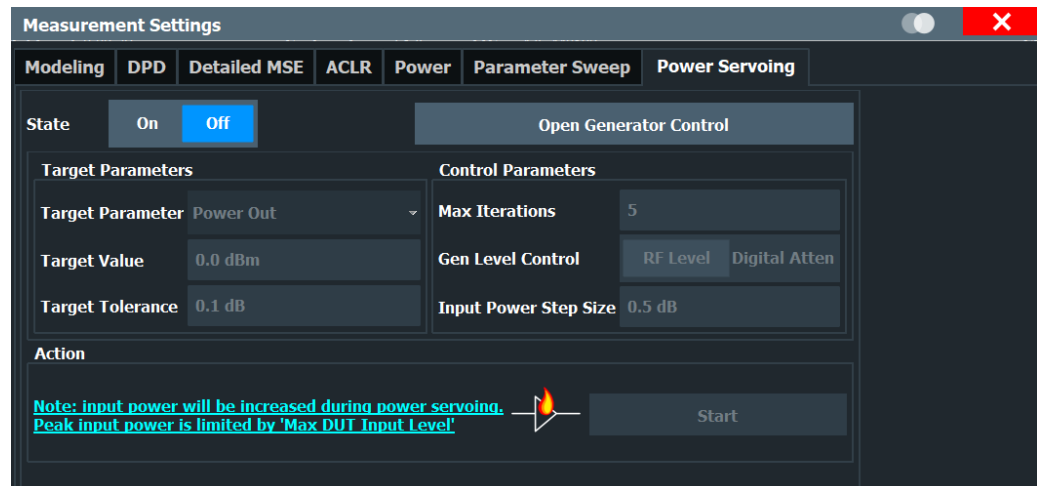 Measurement Settings
Modeling DPD Detailed MSE ACLR Power Parameter Sweep Power Servoing
State On Off Open Generator Control
Target Parameters
Target Parameter Power Out
Target Value 0.0 dBm
Target Tolerance 0.1 dB
Control Parameters
Max Iterations 5
Gen Level Control RF Level Digital Atten
Input Power Step Size 0.5 dB
Action
Note: input power will be increased during power servoing.
Peak input power is limited by 'Max DUT Input Level'
Start